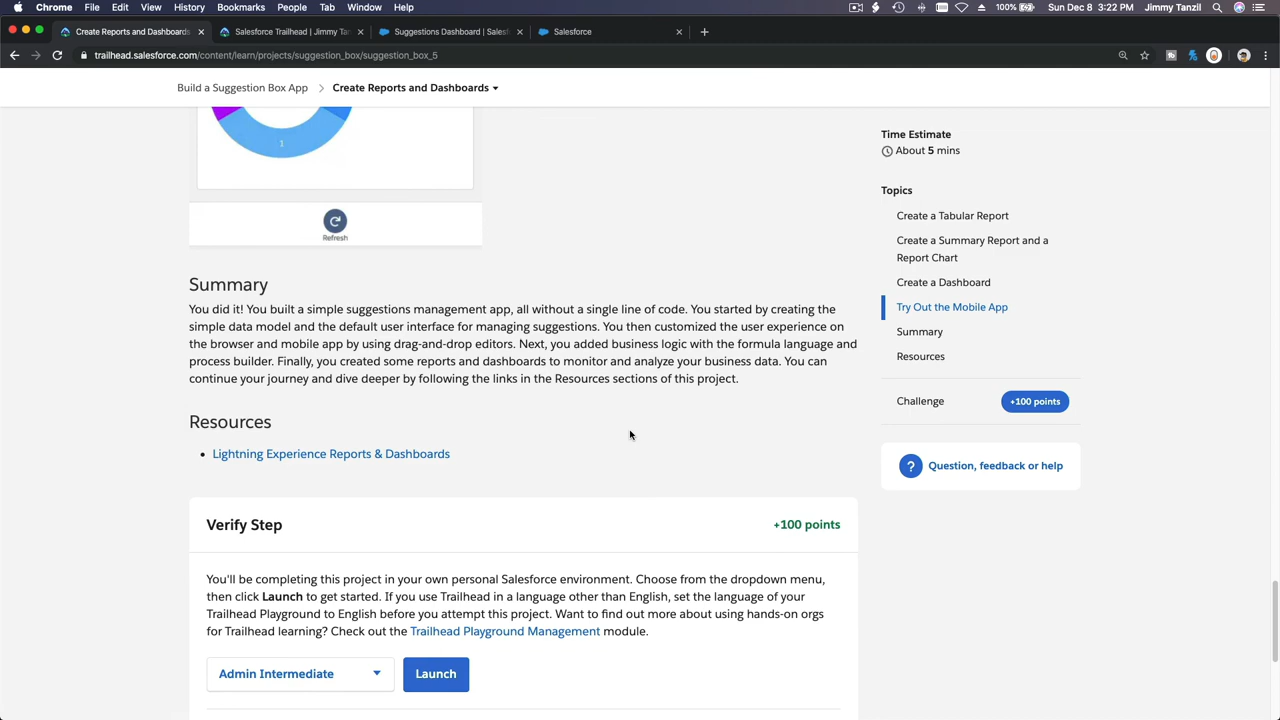 Chrome File Edit View History Bookmarks People Tab Window Help 100% Sun Dec 8 3:22 PM Jimmy Tanzil
Create Reports and Dashboards Salesforce Trailhead | Jimmy Tan Suggestions Dashboard | Salesf Salesforce
trailhead.salesforce.com/content/learn/projects/suggestion_box/suggestion_box_5
Build a Suggestion Box App Create Reports and Dashboards
1
Refresh
Summary
You did it! You built a simple suggestions management app, all without a single line of code. You started by creating the
simple data model and the default user interface for managing suggestions. You then customized the user experience on
the browser and mobile app by using drag-and-drop editors. Next, you added business logic with the formula language and
process builder. Finally, you created some reports and dashboards to monitor and analyze your business data. You can
continue your journey and dive deeper by following the links in the Resources sections of this project.
Resources
• Lightning Experience Reports & Dashboards
Verify Step +100 points
You'll be completing this project in your own personal Salesforce environment. Choose from the dropdown menu,
then click Launch to get started. If you use Trailhead in a language other than English, set the language of your
Trailhead Playground to English before you attempt this project. Want to find out more about using hands-on orgs
for Trailhead learning? Check out the Trailhead Playground Management module.
Admin Intermediate Launch
Time Estimate
About 5 mins
Topics
Create a Tabular Report
Create a Summary Report and a
Report Chart
Create a Dashboard
Try Out the Mobile App
Summary
Resources
Challenge +100 points
? Question, feedback or help